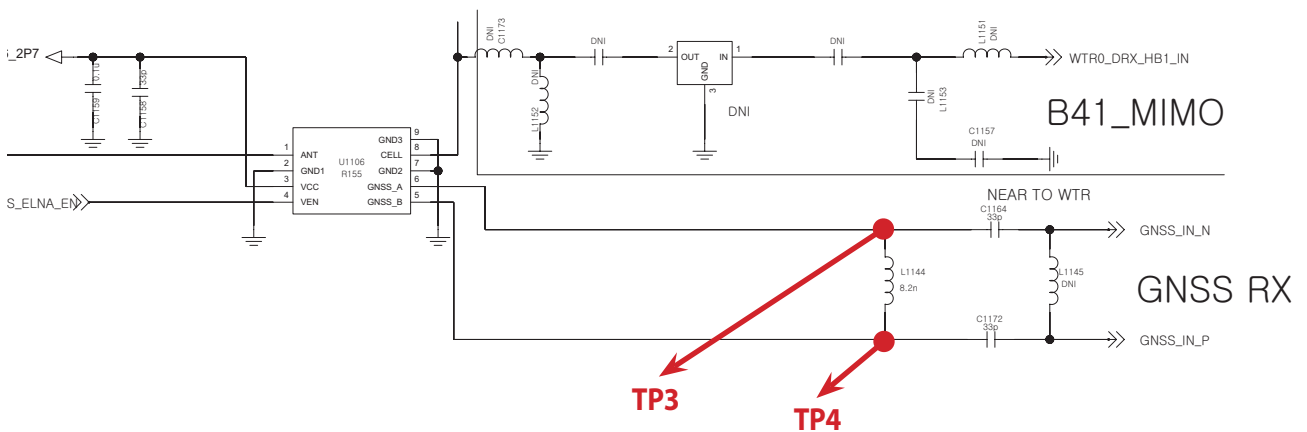 _2P7
0.1u
C1159
33p
C1158
DNI
C1173
DNI
L1152
DNI
2
OUT
IN
1
GND
3
DNI
DNI
L1151
DNI
WTR0_DRX_HB1_IN
DNI
L1153
B41_MIMO
C1157
DNI
1
ANT
2
GND1
3
VCC
4
VEN
U1106
R155
GND3
9
CELL
8
GND2
7
GNSS_A
6
GNSS_B
5
S_ELNA_EN
NEAR TO WTR
C1164
33p
GNSS_IN_N
L1144
8.2n
L1145
DNI
GNSS RX
C1172
33p
GNSS_IN_P
TP3
TP4